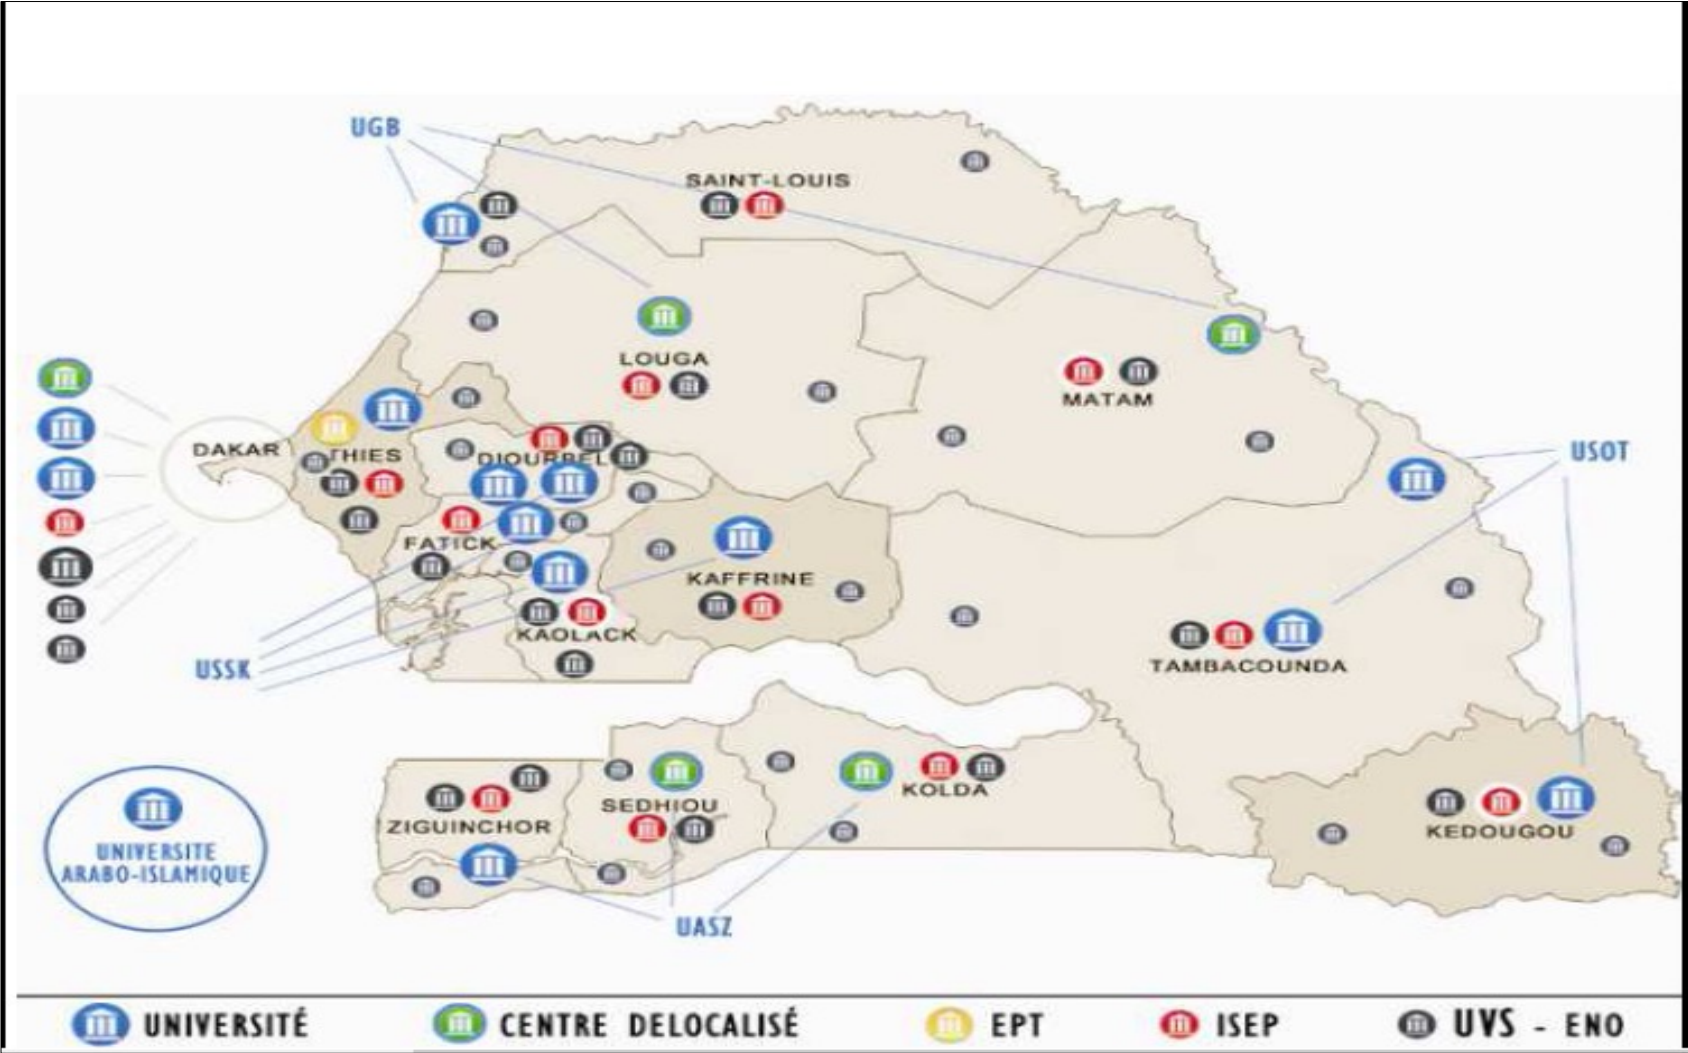 UGB
SAINT-LOUIS
LOUGA
MATAM
DAKAR
THIES
DIOURBEL
USOT
FATICK
KAFFRINE
KAOLACK
TAMBACOUNDA
USSK
KOLDA
SEDHIOU
ZIGUINCHOR
KEDOUGOU
UNIVERSITE
ARABO-ISLAMIQUE
UASZ
UNIVERSITÉ CENTRE DELOCALISÉ EPT ISEP UVS - ENO